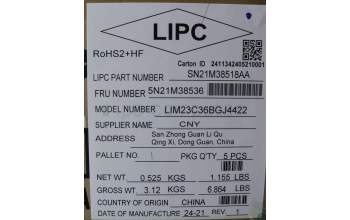 LIPC
RoHS2+HF
Carton ID 2411342405210001
LIPC PART NUMBER SN21M38518AA
FRU NUMBER 5N21M38536
MODEL NUMBER LIM23C36BGJ4422
SUPPLIER NAME CNY
ADDRESS San Zhong Guan Li Qu
Qing Xi, Dong Guan, China
PALLET NO 1 PKG Q'TY 5 PCS
NET WT 0.525 KGS 1.155 LBS
GROSS WT 3.12 KGS 6.864 LBS
COUNTRY OF ORIGIN CHINA
DATE OF MANUFACTURE 24-21 REV 1